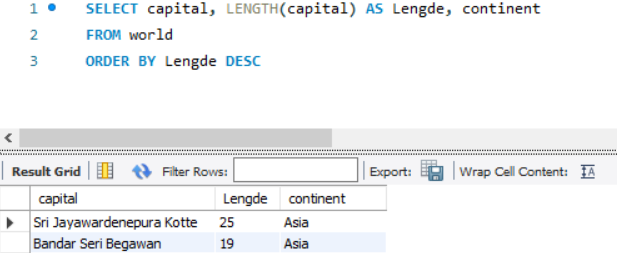 1 SELECT capital, LENGTH(capital) AS Lengde, continent
2 FROM world
3 ORDER BY Lengde DESC
Result Grid Filter Rows: Export: Wrap Cell Content: IA
capital Lengde continent
Sri Jayawardenepura Kotte 25 Asia
Bandar Seri Begawan 19 Asia